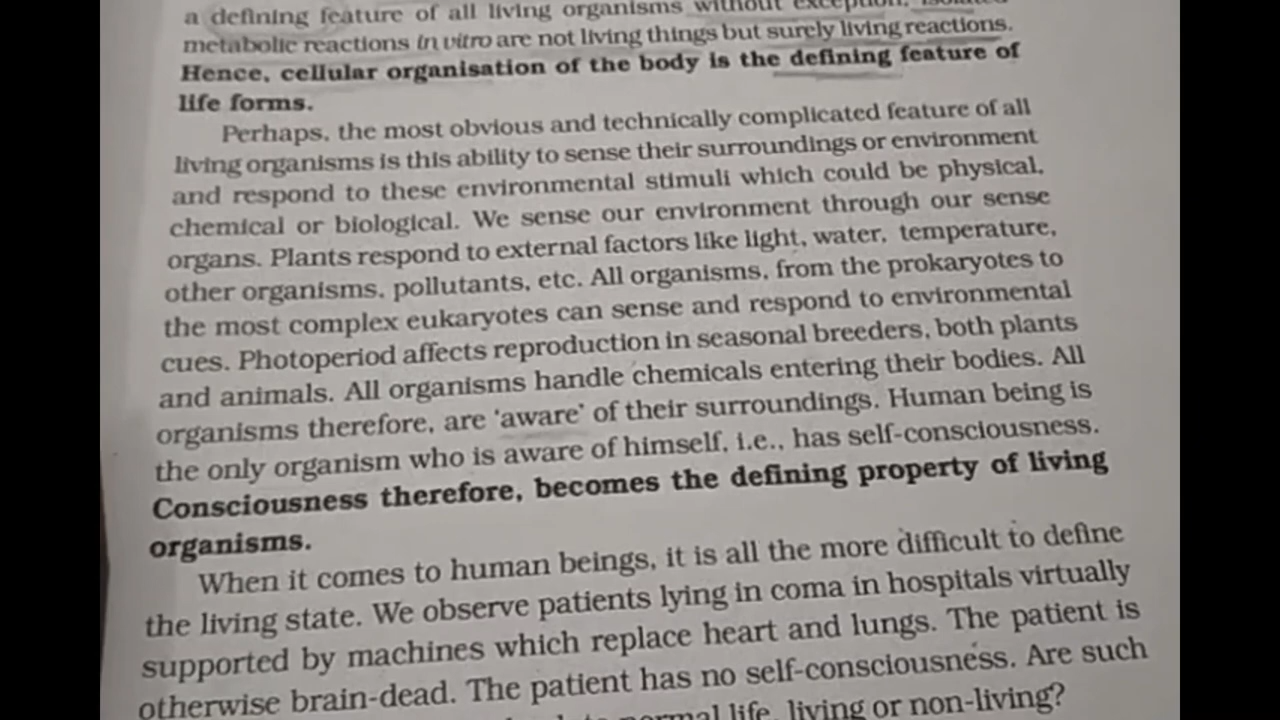 a defining feature of all living organisms without exception, isolated
metabolic reactions in vitro are not living things but surely living reactions.
Hence, cellular organisation of the body is the defining feature of
life forms.
Perhaps, the most obvious and technically complicated feature of all
living organisms is this ability to sense their surroundings or environment
and respond to these environmental stimuli which could be physical,
chemical or biological. We sense our environment through our sense
organs. Plants respond to external factors like light, water, temperature,
other organisms, pollutants, etc. All organisms, from the prokaryotes to
the most complex eukaryotes can sense and respond to environmental
cues. Photoperiod affects reproduction in seasonal breeders, both plants
and animals. All organisms handle chemicals entering their bodies. All
organisms therefore, are ‘aware’ of their surroundings. Human being is
the only organism who is aware of himself, i.e., has self-consciousness.
Consciousness therefore, becomes the defining property of living
organisms.
When it comes to human beings, it is all the more difficult to define
the living state. We observe patients lying in coma in hospitals virtually
supported by machines which replace heart and lungs. The patient is
otherwise brain-dead. The patient has no self-consciousness. Are such
normal life, living or non-living?